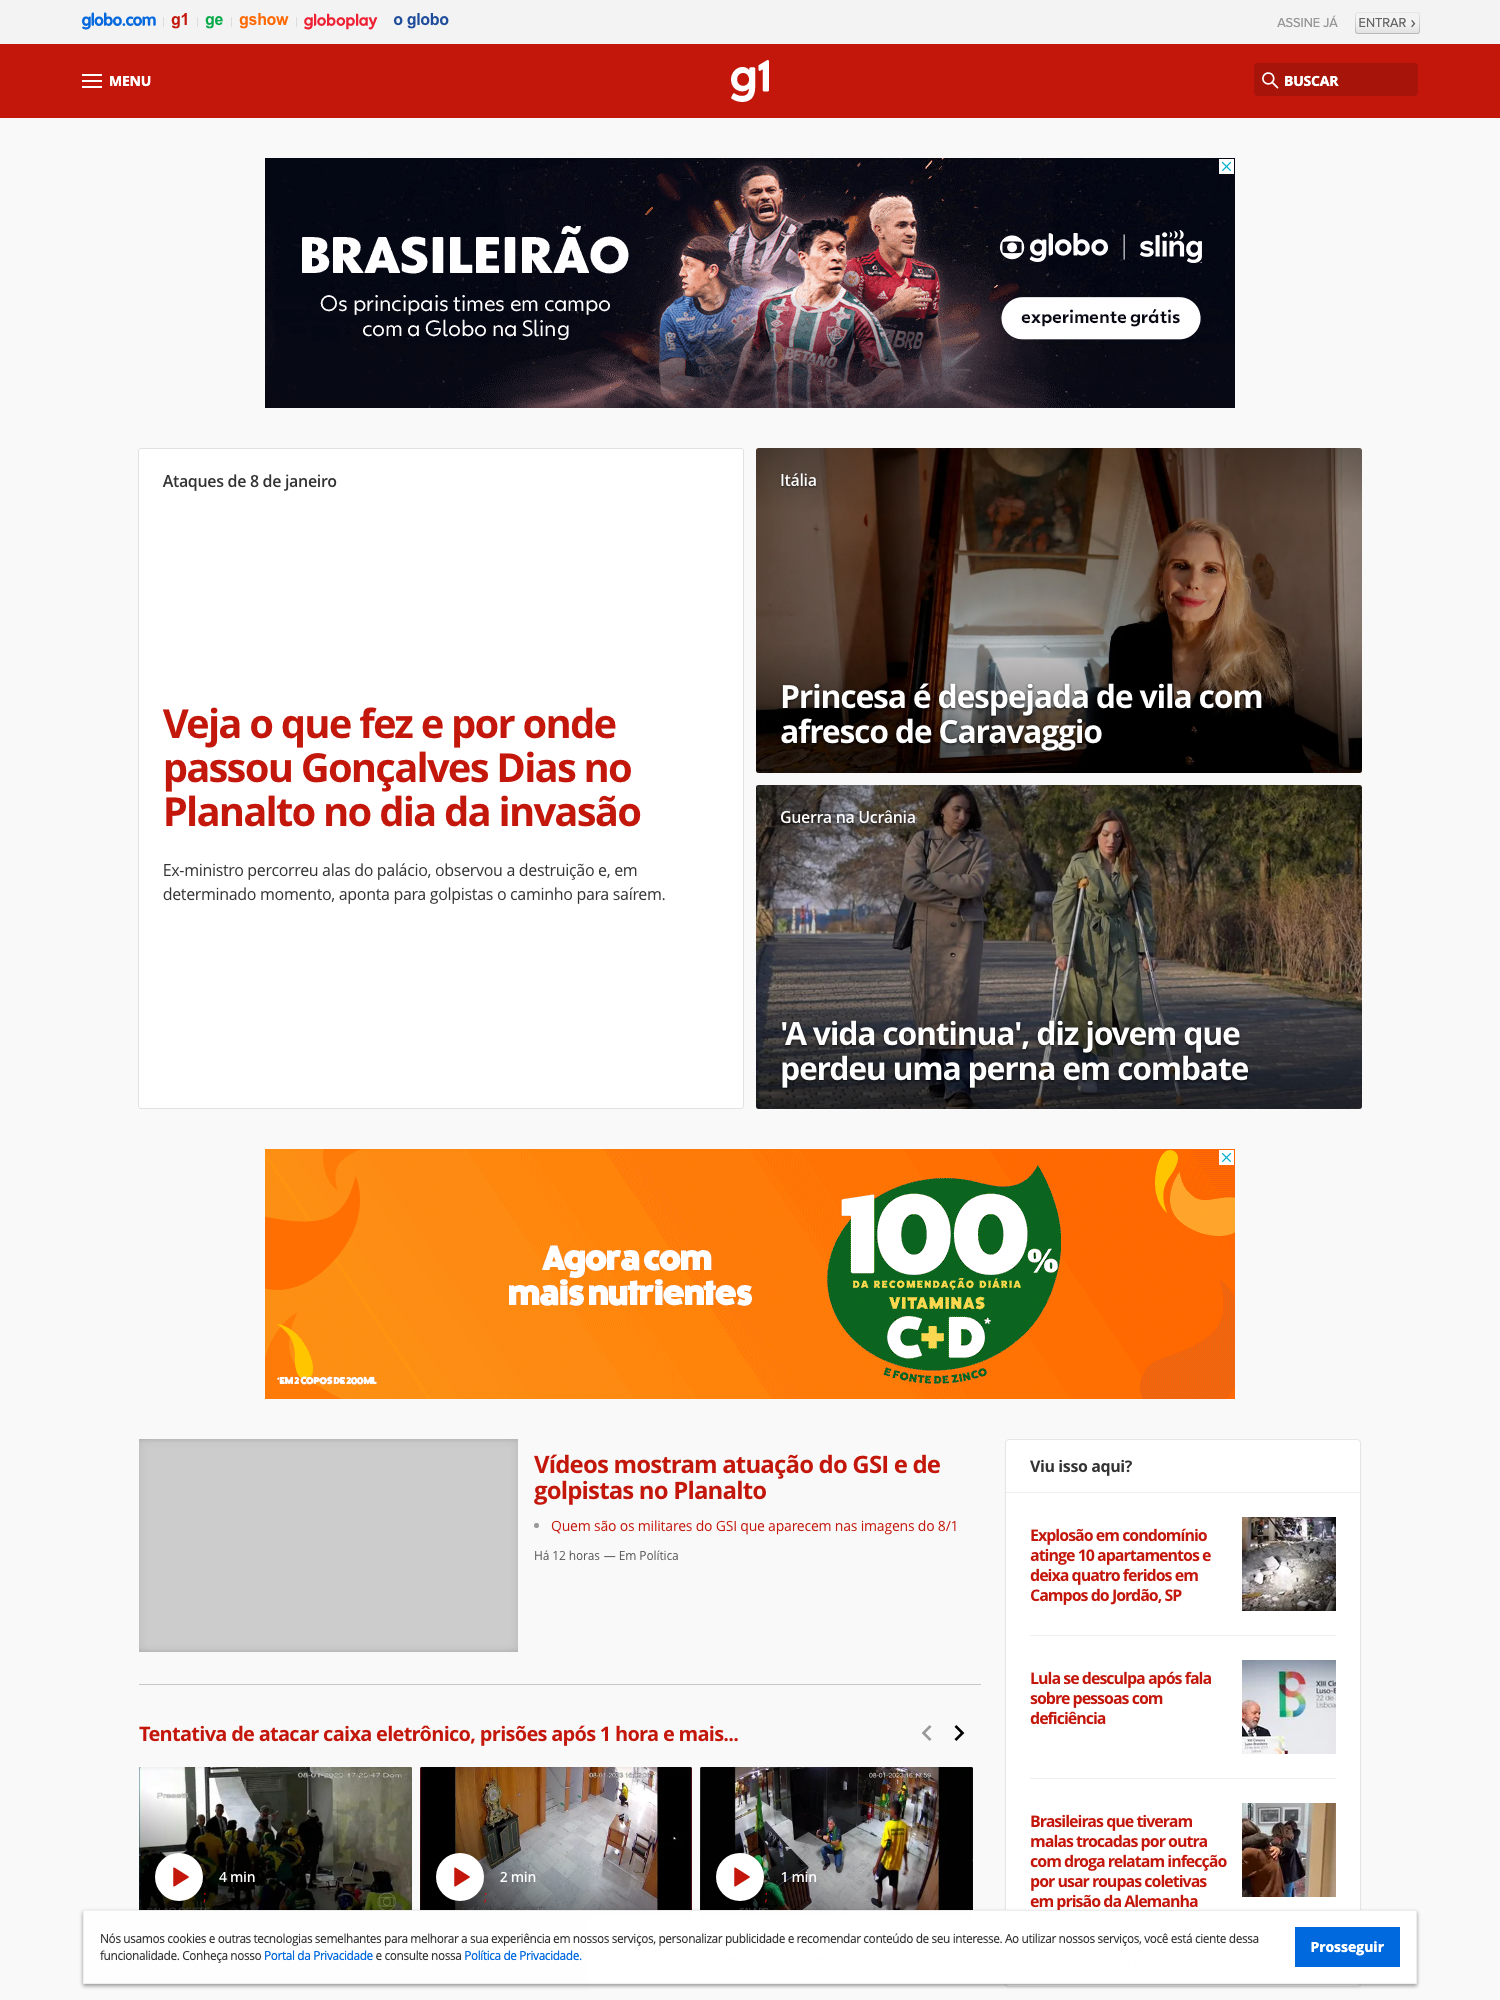 globo.com g1 ge gshow globoplay o globo
ASSINE JÁ ENTRAR ›
MENU
g1
BUSCAR
BRASILEIRÃO
Os principais times em campo
com a Globo na Sling
BETANO
BRB
globo | sling
experimente grátis
Ataques de 8 de janeiro
Veja o que fez e por onde
passou Gonçalves Dias no
Planalto no dia da invasão
Ex-ministro percorreu alas do palácio, observou a destruição e, em
determinado momento, aponta para golpistas o caminho para saírem.
Itália
Princesa é despejada de vila com
afresco de Caravaggio
Guerra na Ucrânia
'A vida continua', diz jovem que
perdeu uma perna em combate
Agora com
mais nutrientes
*EM 2 COPOS DE 200ML
100%
DA RECOMENDAÇÃO DIÁRIA
VITAMINAS
C+D*
E FONTE DE ZINCO
Vídeos mostram atuação do GSI e de
golpistas no Planalto
Quem são os militares do GSI que aparecem nas imagens do 8/1
Há 12 horas — Em Política
Tentativa de atacar caixa eletrônico, prisões após 1 hora e mais...
4 min
2 min
1 min
Viu isso aqui?
Explosão em condomínio
atinge 10 apartamentos e
deixa quatro feridos em
Campos do Jordão, SP
Lula se desculpa após fala
sobre pessoas com
deficiência
Brasileiras que tiveram
malas trocadas por outra
com droga relatam infecção
por usar roupas coletivas
em prisão da Alemanha
Nós usamos cookies e outras tecnologias semelhantes para melhorar a sua experiência em nossos serviços, personalizar publicidade e recomendar conteúdo de seu interesse. Ao utilizar nossos serviços, você está ciente dessa
funcionalidade. Conheça nosso Portal da Privacidade e consulte nossa Política de Privacidade.
Prosseguir